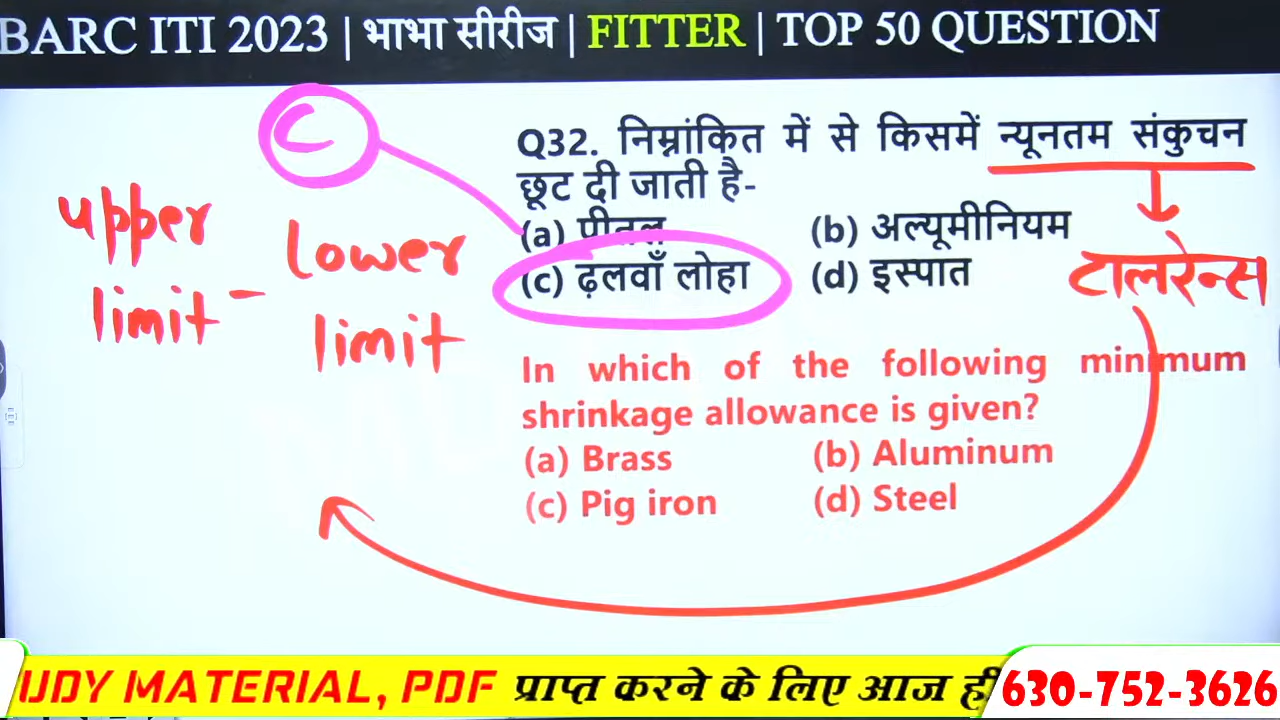 BARC ITI 2023 | भाभा सीरीज | FITTER | TOP 50 QUESTION
C
upper
limit -
lower
limit
Q32. निम्नांकित में से किसमें न्यूनतम संकुचन
छूट दी जाती है-
(a) पीतल (b) अल्यूमीनियम
(c) ढ़लवाँ लोहा (d) इस्पात
टालरेन्स
In which of the following minimum
shrinkage allowance is given?
(a) Brass (b) Aluminum
(c) Pig iron (d) Steel
UDY MATERIAL, PDF प्राप्त करने के लिए आज ही
630-752-3626